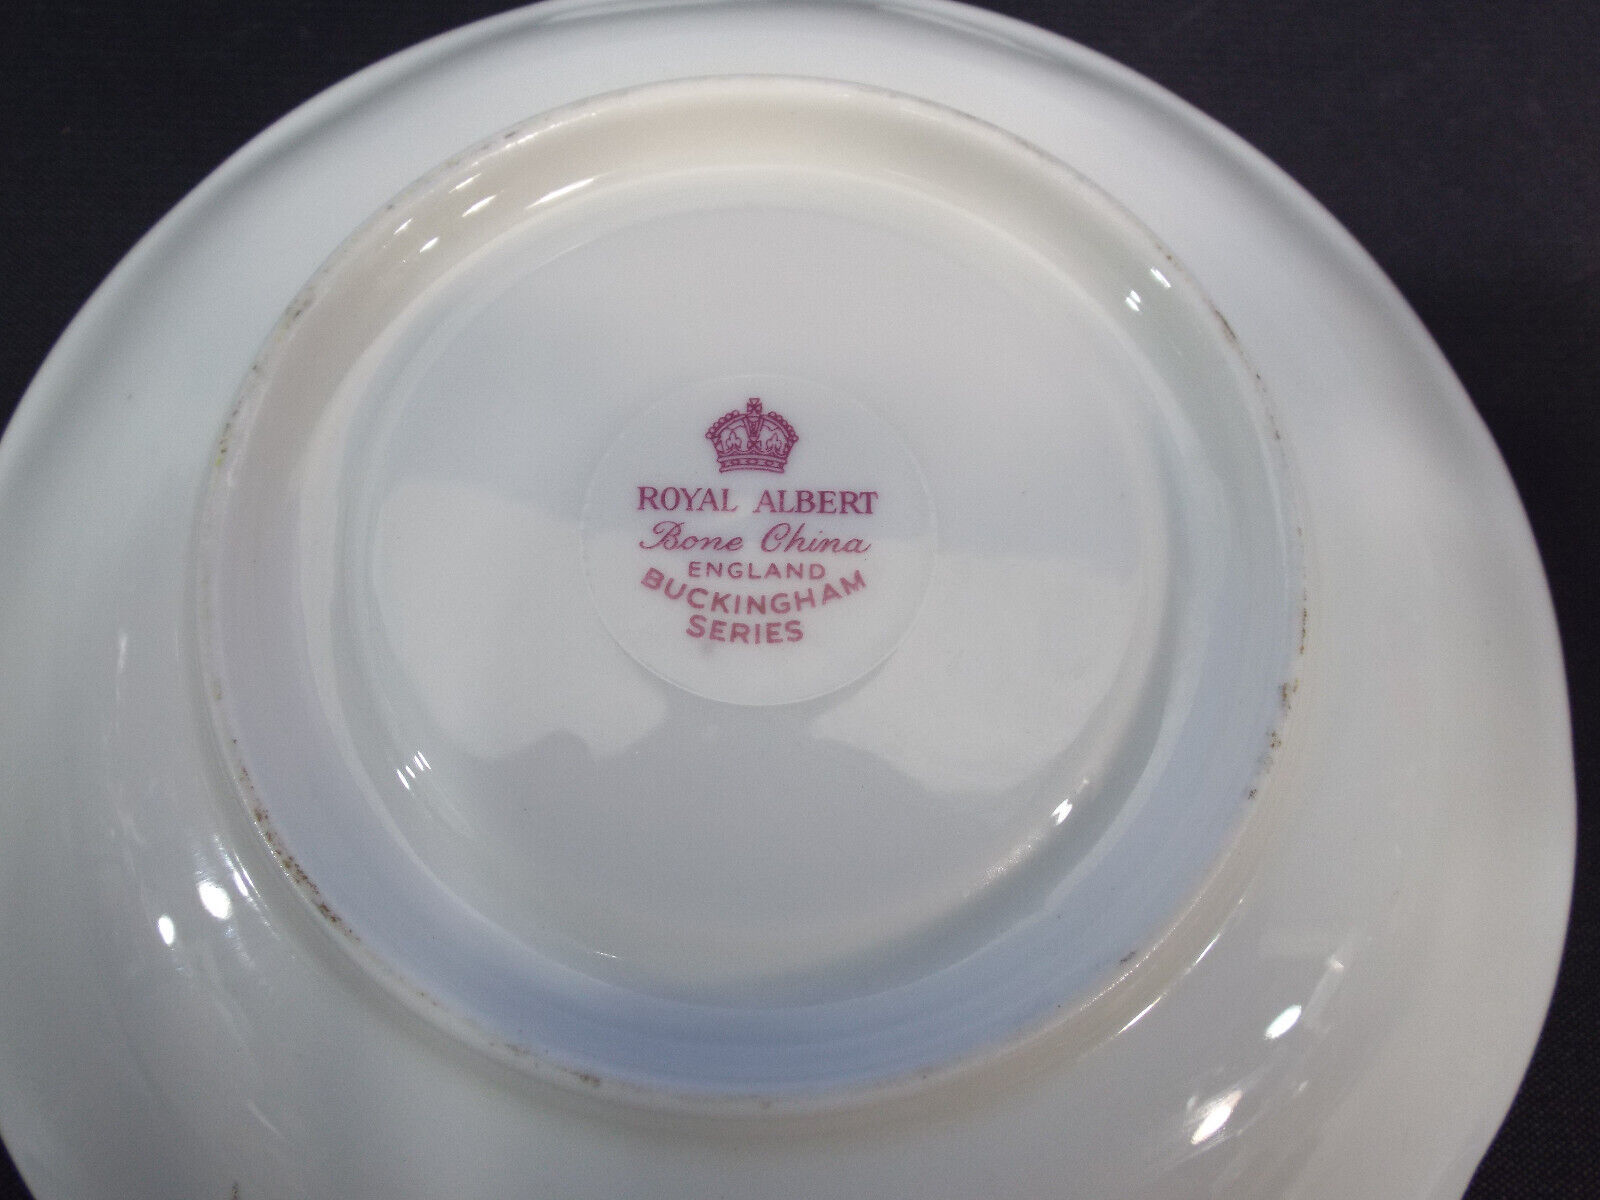 ROYAL ALBERT
Bone China
ENGLAND
BUCKINGHAM
SERIES